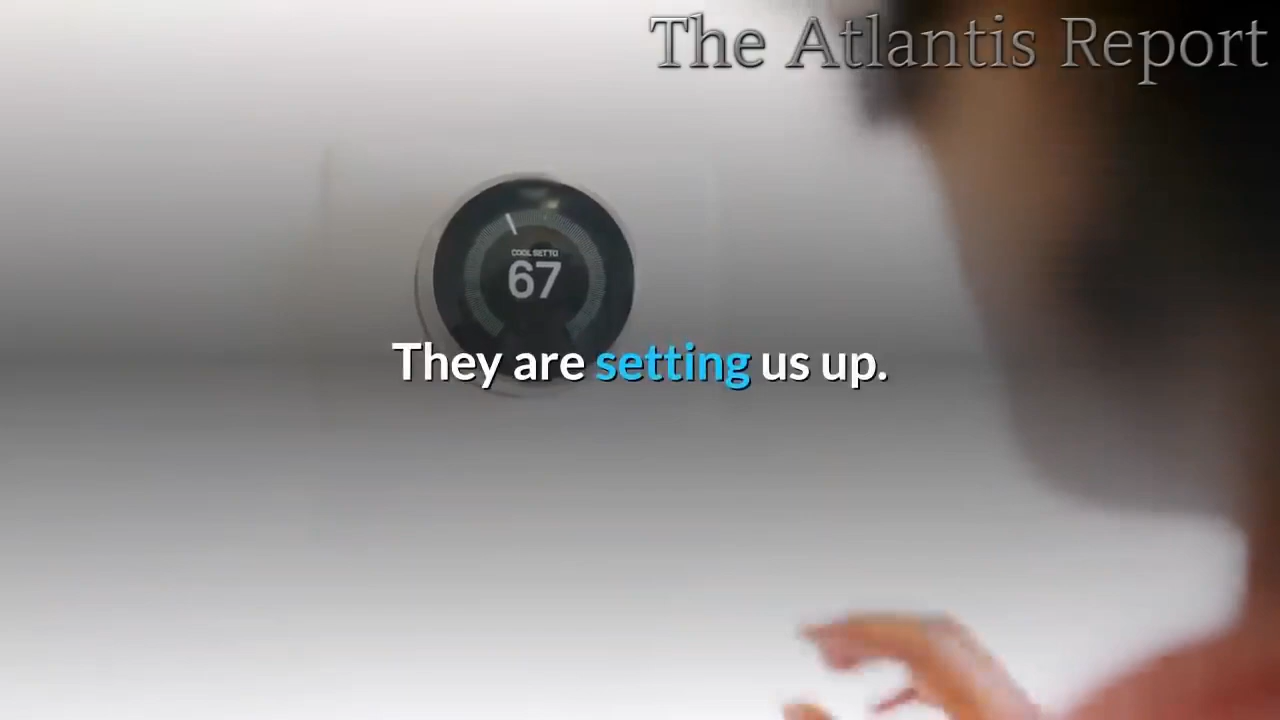 The Atlantis Report
COOL SET TO
67
They are setting us up.